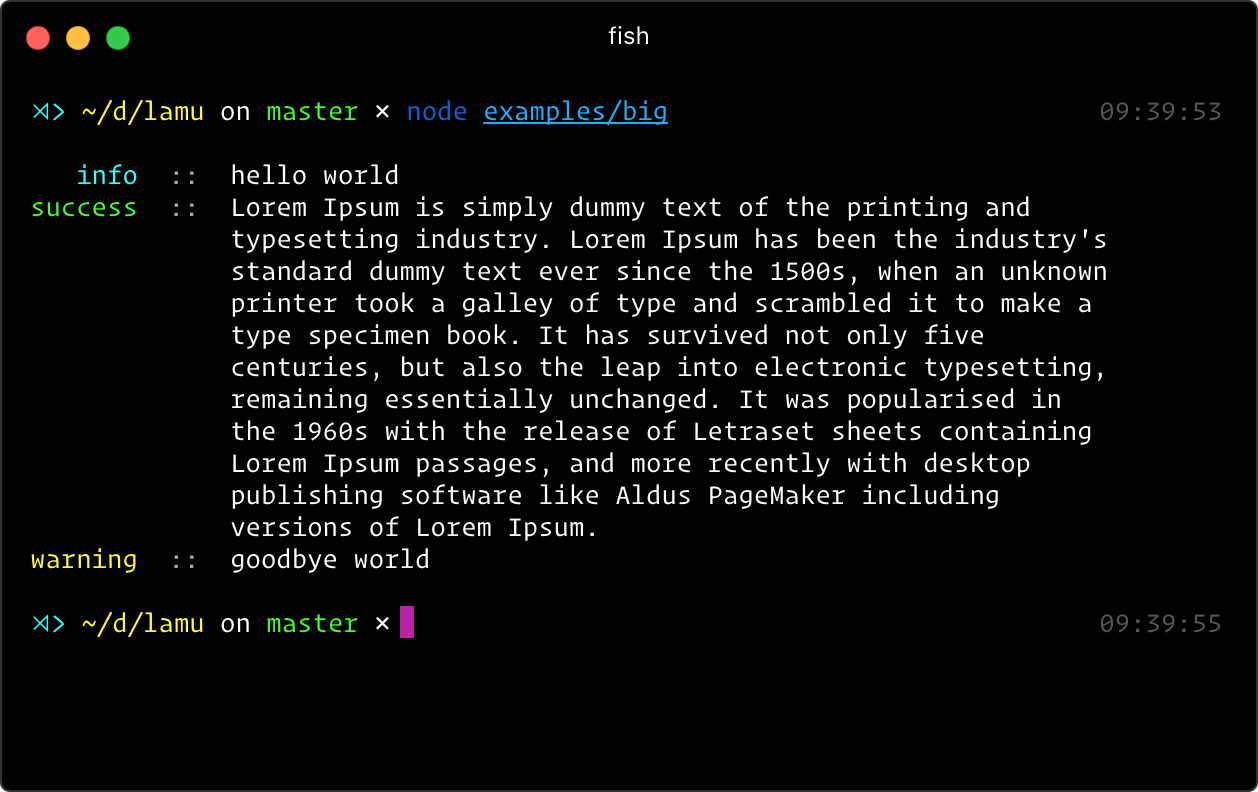 fish
⋊> ~/d/lamu on master × node examples/big 09:39:53
info :: hello world
success :: Lorem Ipsum is simply dummy text of the printing and
typesetting industry. Lorem Ipsum has been the industry's
standard dummy text ever since the 1500s, when an unknown
printer took a galley of type and scrambled it to make a
type specimen book. It has survived not only five
centuries, but also the leap into electronic typesetting,
remaining essentially unchanged. It was popularised in
the 1960s with the release of Letraset sheets containing
Lorem Ipsum passages, and more recently with desktop
publishing software like Aldus PageMaker including
versions of Lorem Ipsum.
warning :: goodbye world
⋊> ~/d/lamu on master × 09:39:55